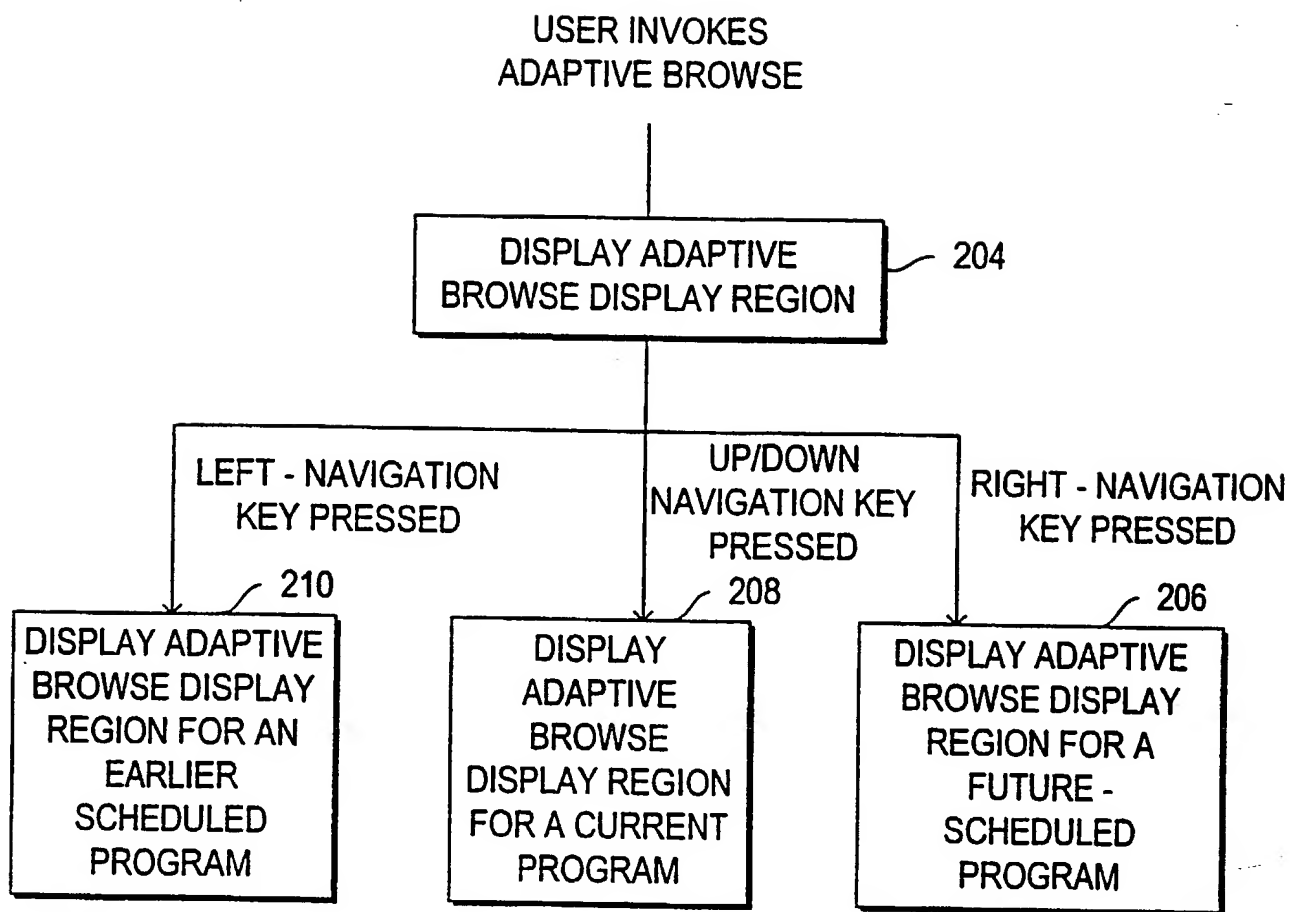 USER INVOKES
ADAPTIVE BROWSE
DISPLAY ADAPTIVE
BROWSE DISPLAY REGION
204
LEFT - NAVIGATION
KEY PRESSED
UP/DOWN
NAVIGATION KEY
PRESSED
RIGHT - NAVIGATION
KEY PRESSED
210
DISPLAY ADAPTIVE
BROWSE DISPLAY
REGION FOR AN
EARLIER
SCHEDULED
PROGRAM
208
DISPLAY
ADAPTIVE
BROWSE
DISPLAY REGION
FOR A CURRENT
PROGRAM
206
DISPLAY ADAPTIVE
BROWSE DISPLAY
REGION FOR A
FUTURE -
SCHEDULED
PROGRAM